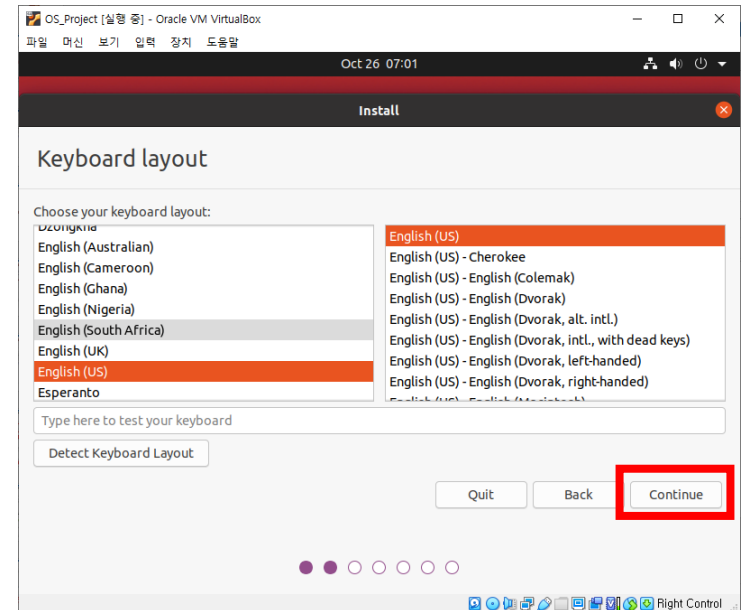 OS_Project [실행 중] - Oracle VM VirtualBox
파일 머신 보기 입력 장치 도움말
Oct 26 07:01
Install
Keyboard layout
Choose your keyboard layout:
Dzongkha
English (Australian)
English (Cameroon)
English (Ghana)
English (Nigeria)
English (South Africa)
English (UK)
English (US)
Esperanto
English (US)
English (US) - Cherokee
English (US) - English (Colemak)
English (US) - English (Dvorak)
English (US) - English (Dvorak, alt. intl.)
English (US) - English (Dvorak, intl., with dead keys)
English (US) - English (Dvorak, left-handed)
English (US) - English (Dvorak, right-handed)
English (US) - English (Macintosh)
Type here to test your keyboard
Detect Keyboard Layout
Quit Back Continue
Right Control